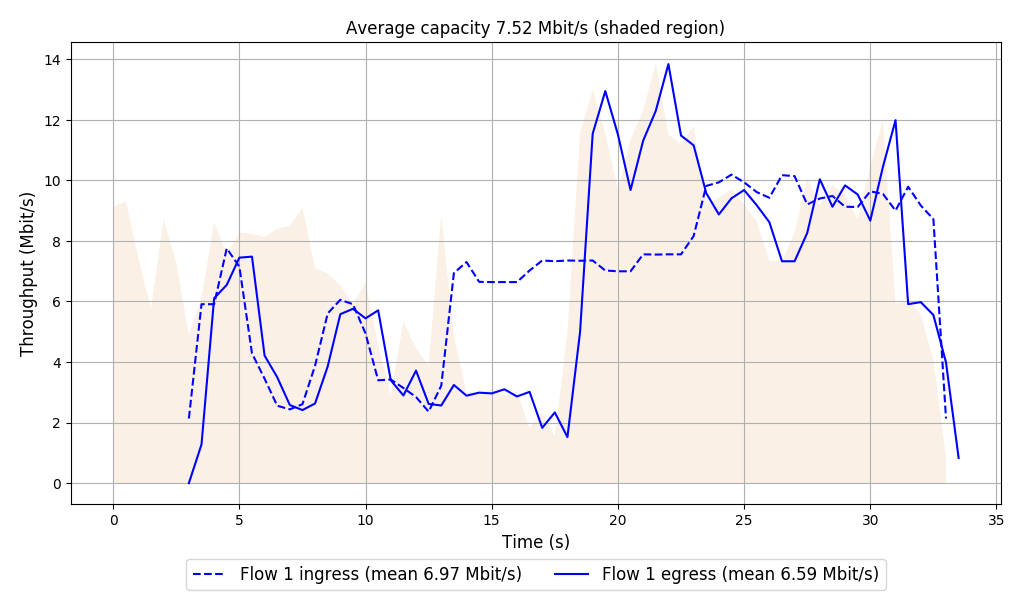 Average capacity 7.52 Mbit/s (shaded region)
Throughput (Mbit/s)
14
12
10
8
6
4
2
0
0 5 10 15 20 25 30 35
Time (s)
Flow 1 ingress (mean 6.97 Mbit/s) Flow 1 egress (mean 6.59 Mbit/s)